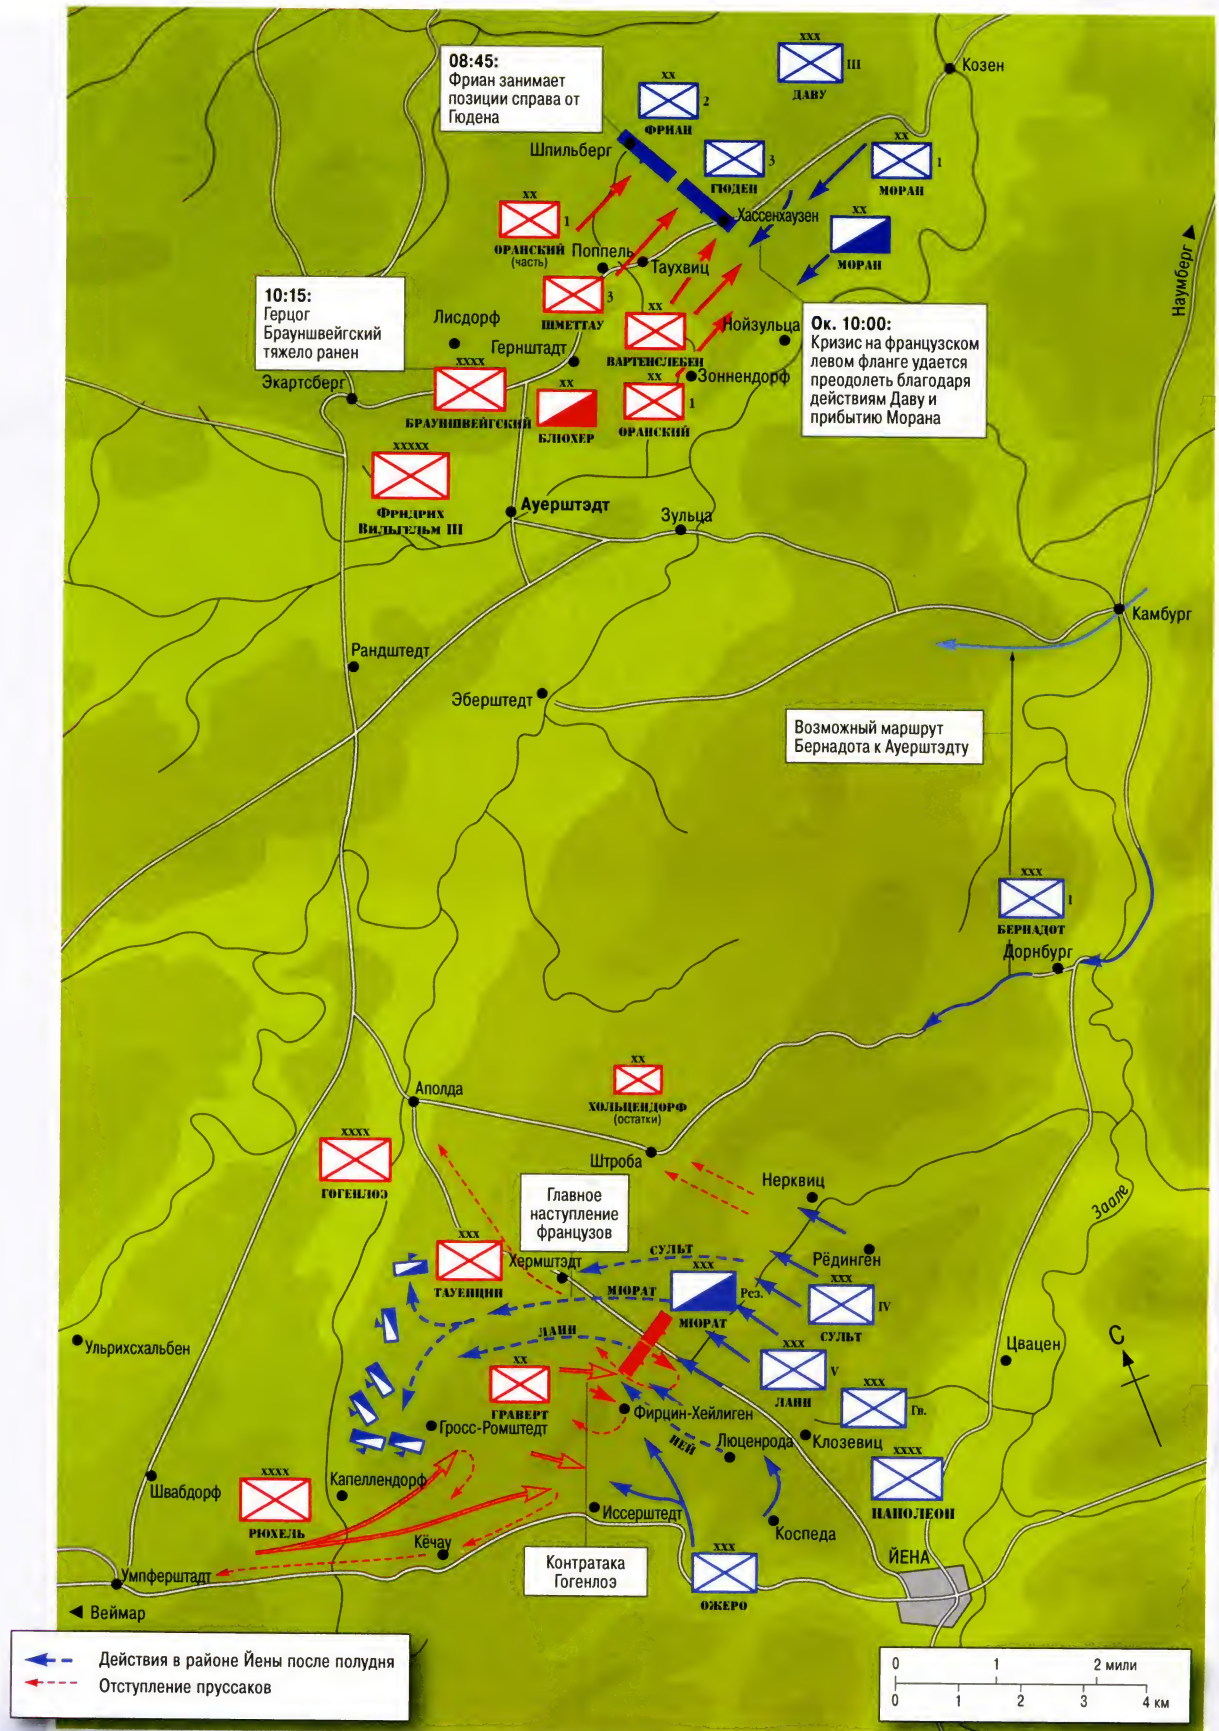 08:45:
Фриан занимает
позиции справа от
Гюдена
XXX
III
ДАВУ
Козен
XX
2
ФРИАН
Шпильберг
XX
3
ГЮДЕН
XX
1
МОРАН
XX
1
ОРАНСКИЙ
(часть)
Хассенхаузен
XX
МОРАН
Поппель
Таухвиц
3
ШМЕТТАУ
Наумберг
10:15:
Герцог
Брауншвейгский
тяжело ранен
Лисдорф
XX
ВАРТЕНСЛЕБЕН
Нойзульца
Ок. 10:00:
Кризис на французском
левом фланге удается
преодолеть благодаря
действиям Даву и
прибытию Морана
Гернштадт
Экартсберг
XXXX
БРАУНШВЕЙГСКИЙ
XX
БЛЮХЕР
XX
1
ОРАНСКИЙ
Зоннендорф
XXXXX
ФРИДРИХ
ВИЛЬГЕЛЬМ III
Ауерштэдт
Зульца
Камбург
Рандштедт
Эберштедт
Возможный маршрут
Бернадота к Ауерштэдту
XXX
1
БЕРНАДОТ
Дорнбург
Аполда
XX
ХОЛЬЦЕНДОРФ
(остатки)
XXXX
ГОГЕНЛОЭ
Штроба
Нерквиц
Заале
Главное
наступление
французов
XXX
ТАУЕНЦИН
Хермштэдт
СУЛЬТ
Рёдинген
МЮРАТ
XXX
Рез.
МЮРАТ
IV
СУЛЬТ
ЛАНН
Ульрихсхальбен
XX
ГРАВЕРТ
XXX
V
ЛАНН
Цвацен
С
XXX
Гв.
Гросс-Ромштедт
Фирцин-Хейлиген
НЕЙ
Люценрода
Клозевиц
Швабдорф
XXXX
РЮХЕЛЬ
Капеллендорф
XXXX
НАПОЛЕОН
Иссерштедт
Коспеда
Кёчау
Умпферштадт
Контратака
Гогенлоэ
XXX
ОЖЕРО
ЙЕНА
Веймар
Действия в районе Йены после полудня
Отступление пруссаков
0 1 2 мили
0 1 2 3 4 км